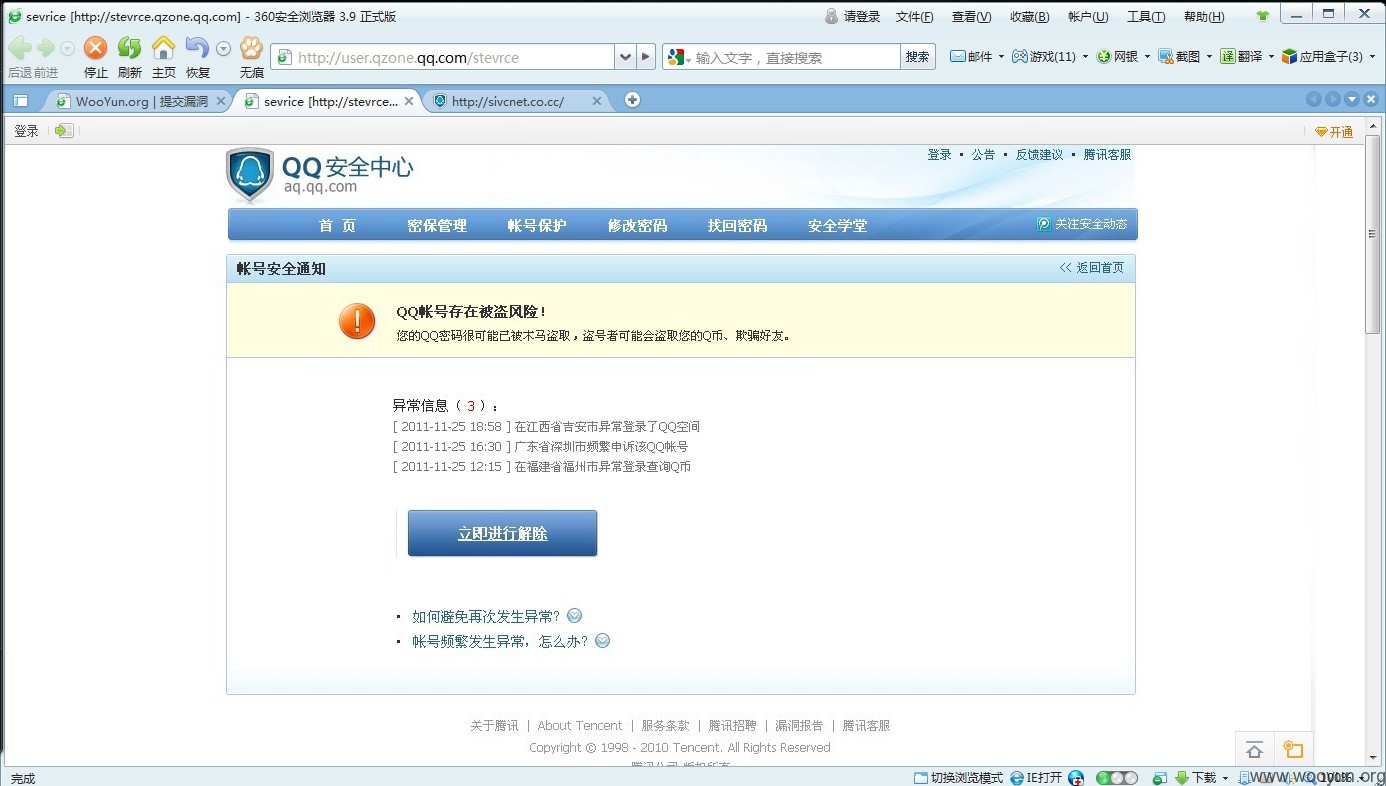 sevrice [http://stevrce.qzone.qq.com] - 360安全浏览器 3.9 正式版
请登录 文件(F) 查看(V) 收藏(B) 帐户(U) 工具(T) 帮助(H)
http://user.qzone.qq.com/stevrce
输入文字，直接搜索 搜索
邮件 游戏(11) 网银 截图 翻译 应用盒子(3)
后退 前进 停止 刷新 主页 恢复 无痕
WooYun.org | 提交漏洞 sevrice [http://stevrce... http://sivcnet.co.cc/
登录 开通
QQ安全中心
aq.qq.com
登录 · 公告 · 反馈建议 · 腾讯客服
首 页 密保管理 帐号保护 修改密码 找回密码 安全学堂 关注安全动态
帐号安全通知 << 返回首页
QQ帐号存在被盗风险！
您的QQ密码很可能已被木马盗取，盗号者可能会盗取您的Q币、欺骗好友。
异常信息（ 3 ）：
[ 2011-11-25 18:58 ] 在江西省吉安市异常登录了QQ空间
[ 2011-11-25 16:30 ] 广东省深圳市频繁申诉该QQ帐号
[ 2011-11-25 12:15 ] 在福建省福州市异常登录查询Q币
立即进行解除
· 如何避免再次发生异常?
· 帐号频繁发生异常，怎么办?
关于腾讯 | About Tencent | 服务条款 | 腾讯招聘 | 漏洞报告 | 腾讯客服
Copyright © 1998 - 2010 Tencent. All Rights Reserved
腾讯公司 版权所有
完成 切换浏览模式 IE打开 下载 100%
www.wooyun.org